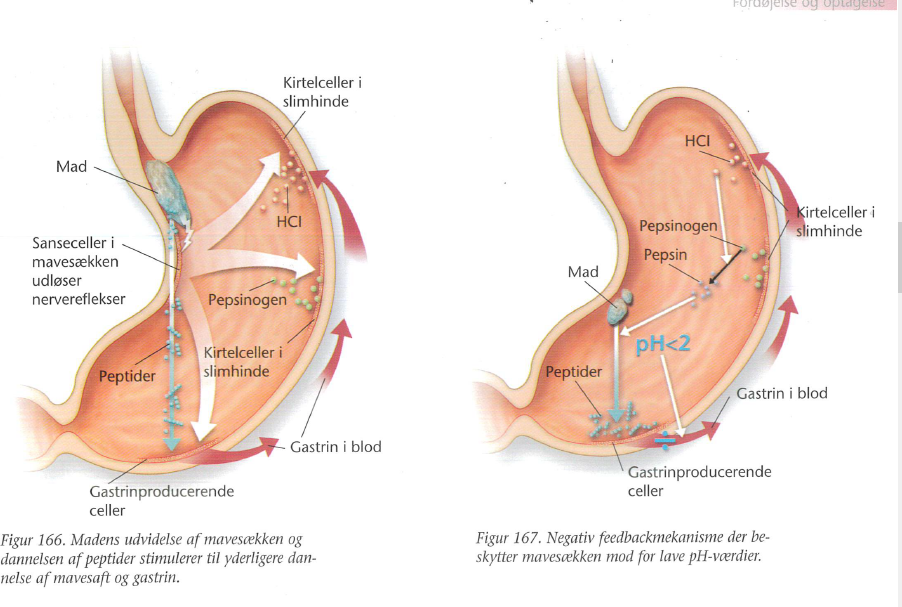 Fordøjelse og optagelse
Kirtelceller i
slimhinde
Mad
HCl
Sanseceller i
mavesækken
udløser
nervereflekser
Pepsinogen
Kirtelceller i
slimhinde
Peptider
Gastrin i blod
Gastrinproducerende
celler
Figur 166. Madens udvidelse af mavesækken og
dannelsen af peptider stimulerer til yderligere dan-
nelse af mavesaft og gastrin.
HCl
Kirtelceller i
slimhinde
Pepsinogen
Pepsin
Mad
pH<2
Peptider
Gastrin i blod
÷
Gastrinproducerende
celler
Figur 167. Negativ feedbackmekanisme der be-
skytter mavesækken mod for lave pH-værdier.